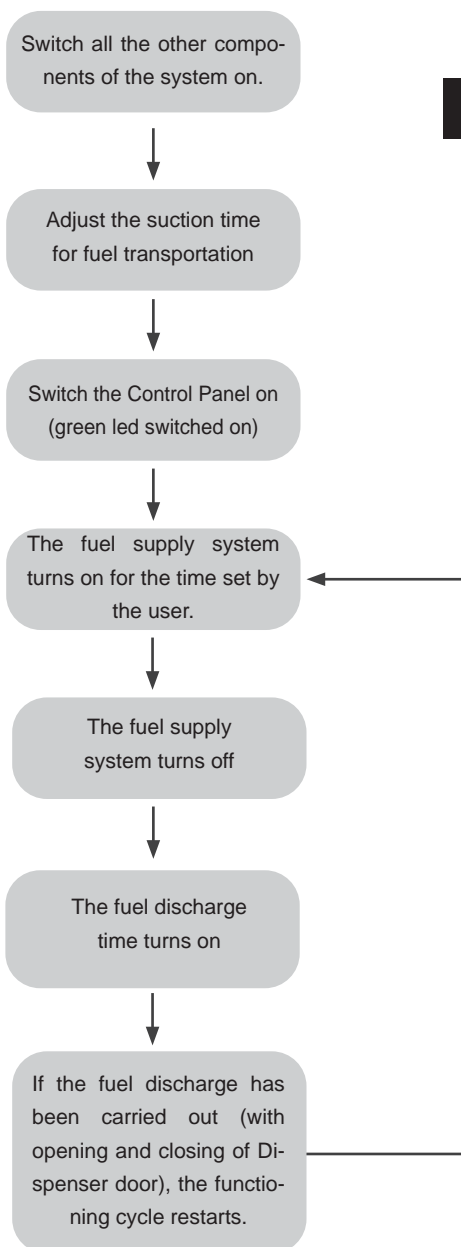 Switch all the other compo-
nents of the system on.
Adjust the suction time
for fuel transportation
Switch the Control Panel on
(green led switched on)
The fuel supply system
turns on for the time set by
the user.
The fuel supply
system turns off
The fuel discharge
time turns on
If the fuel discharge has
been carried out (with
opening and closing of Di-
spenser door), the functio-
ning cycle restarts.